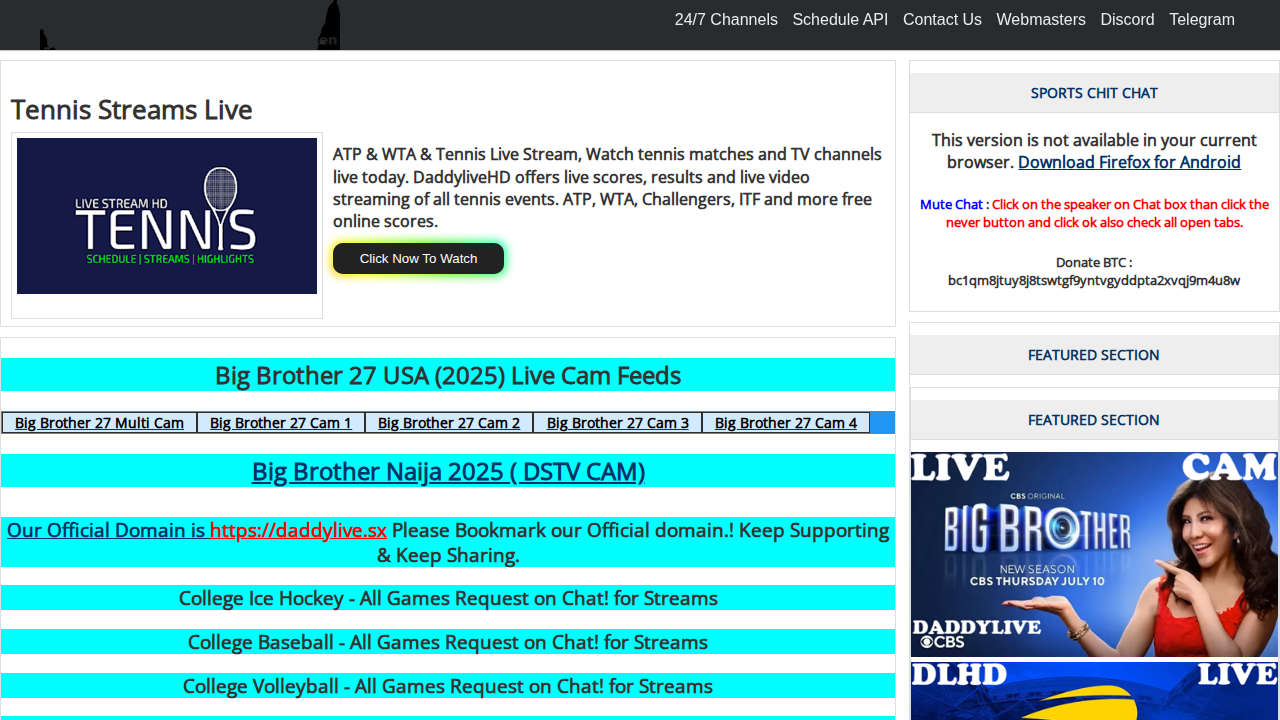 24/7 Channels Schedule API Contact Us Webmasters Discord Telegram
Tennis Streams Live
LIVE STREAM HD
TENNIS
SCHEDULE | STREAMS | HIGHLIGHTS
ATP & WTA & Tennis Live Stream, Watch tennis matches and TV channels
live today. DaddyliveHD offers live scores, results and live video
streaming of all tennis events. ATP, WTA, Challengers, ITF and more free
online scores.
Click Now To Watch
Big Brother 27 USA (2025) Live Cam Feeds
Big Brother 27 Multi Cam Big Brother 27 Cam 1 Big Brother 27 Cam 2 Big Brother 27 Cam 3 Big Brother 27 Cam 4
Big Brother Naija 2025 ( DSTV CAM)
Our Official Domain is https://daddylive.sx Please Bookmark our Official domain.! Keep Supporting
& Keep Sharing.
College Ice Hockey - All Games Request on Chat! for Streams
College Baseball - All Games Request on Chat! for Streams
College Volleyball - All Games Request on Chat! for Streams
SPORTS CHIT CHAT
This version is not available in your current
browser. Download Firefox for Android
Mute Chat : Click on the speaker on Chat box than click the
never button and click ok also check all open tabs.
Donate BTC :
bc1qm8jtuy8j8tswtgf9yntvgyddpta2xvqj9m4u8w
FEATURED SECTION
FEATURED SECTION
LIVE CAM
CBS ORIGINAL
BIG BROTHER
NEW SEASON
CBS THURSDAY JULY 10
DADDYLIVE
CBS
DLHD LIVE